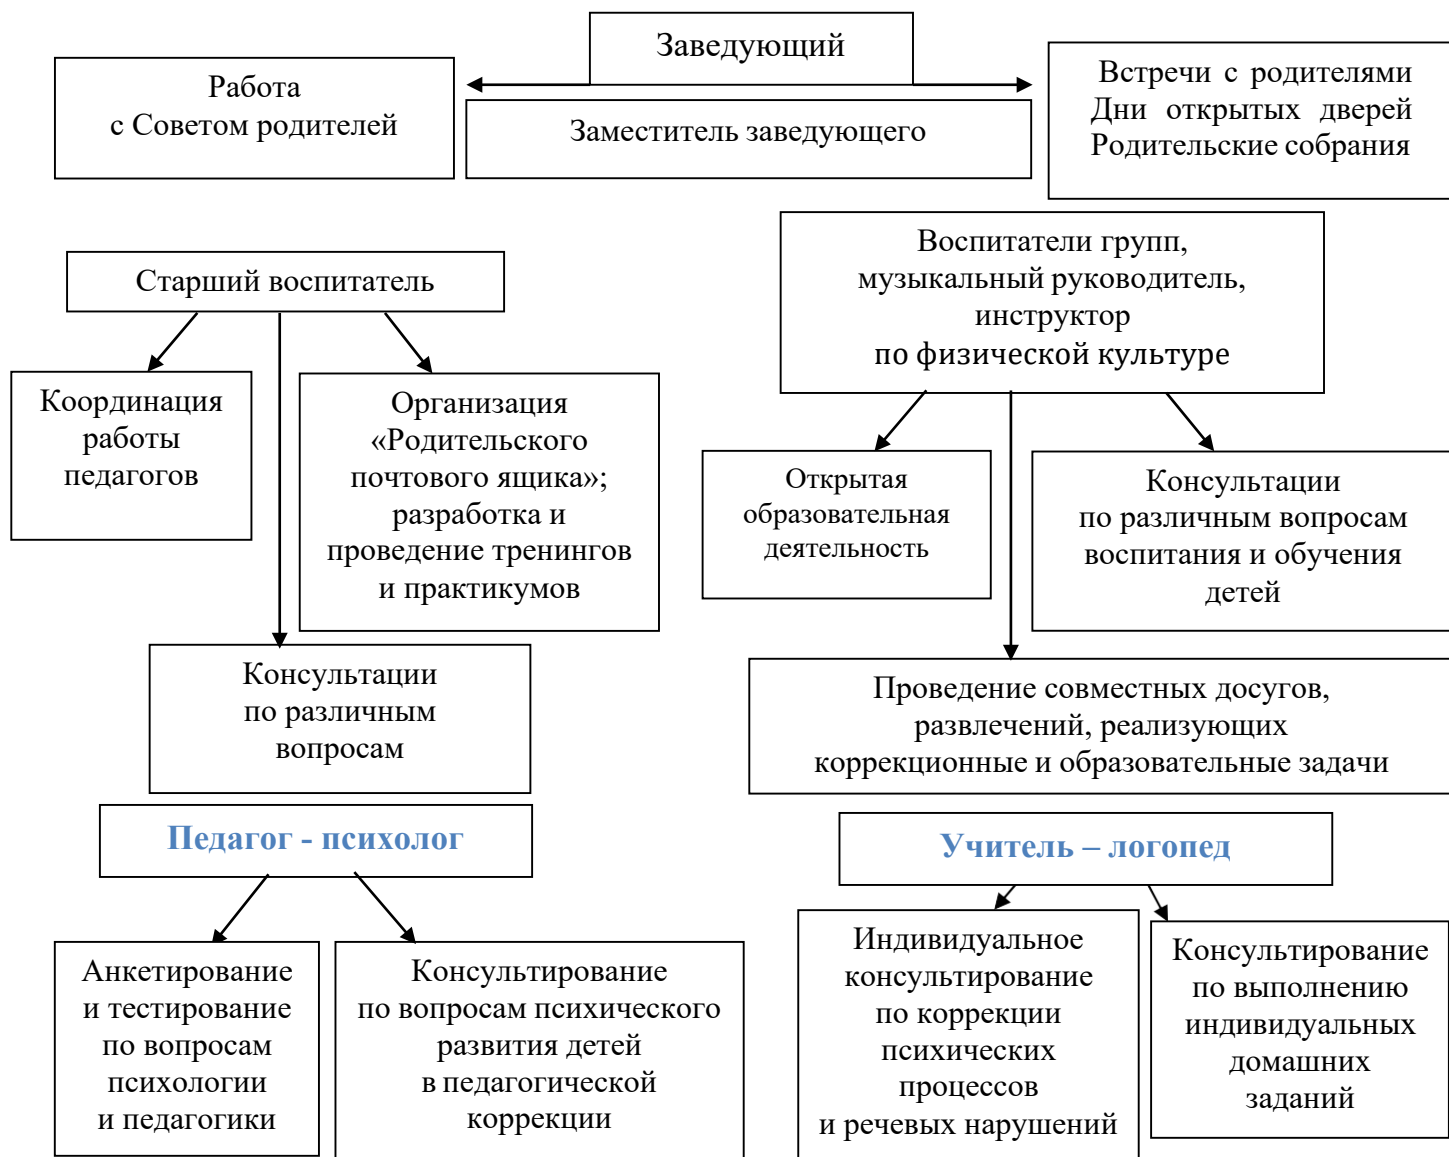 Заведующий
Работа
с Советом родителей
Заместитель заведующего
Встречи с родителями
Дни открытых дверей
Родительские собрания
Старший воспитатель
Воспитатели групп,
музыкальный руководитель,
инструктор
по физической культуре
Координация
работы
педагогов
Организация
«Родительского
почтового ящика»;
разработка и
проведение тренингов
и практикумов
Открытая
образовательная
деятельность
Консультации
по различным вопросам
воспитания и обучения
детей
Консультации
по различным
вопросам
Проведение совместных досугов,
развлечений, реализующих
коррекционные и образовательные задачи
Педагог - психолог
Учитель – логопед
Анкетирование
и тестирование
по вопросам
психологии
и педагогики
Консультирование
по вопросам психического
развития детей
в педагогической
коррекции
Индивидуальное
консультирование
по коррекции
психических
процессов
и речевых нарушений
Консультирование
по выполнению
индивидуальных
домашних
заданий